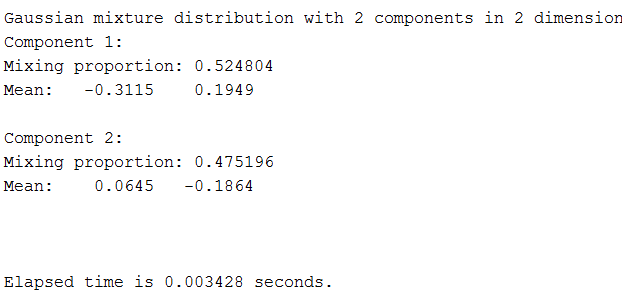 Gaussian mixture distribution with 2 components in 2 dimension
Component 1:
Mixing proportion: 0.524804
Mean:   -0.3115    0.1949
Component 2:
Mixing proportion: 0.475196
Mean:    0.0645   -0.1864
Elapsed time is 0.003428 seconds.